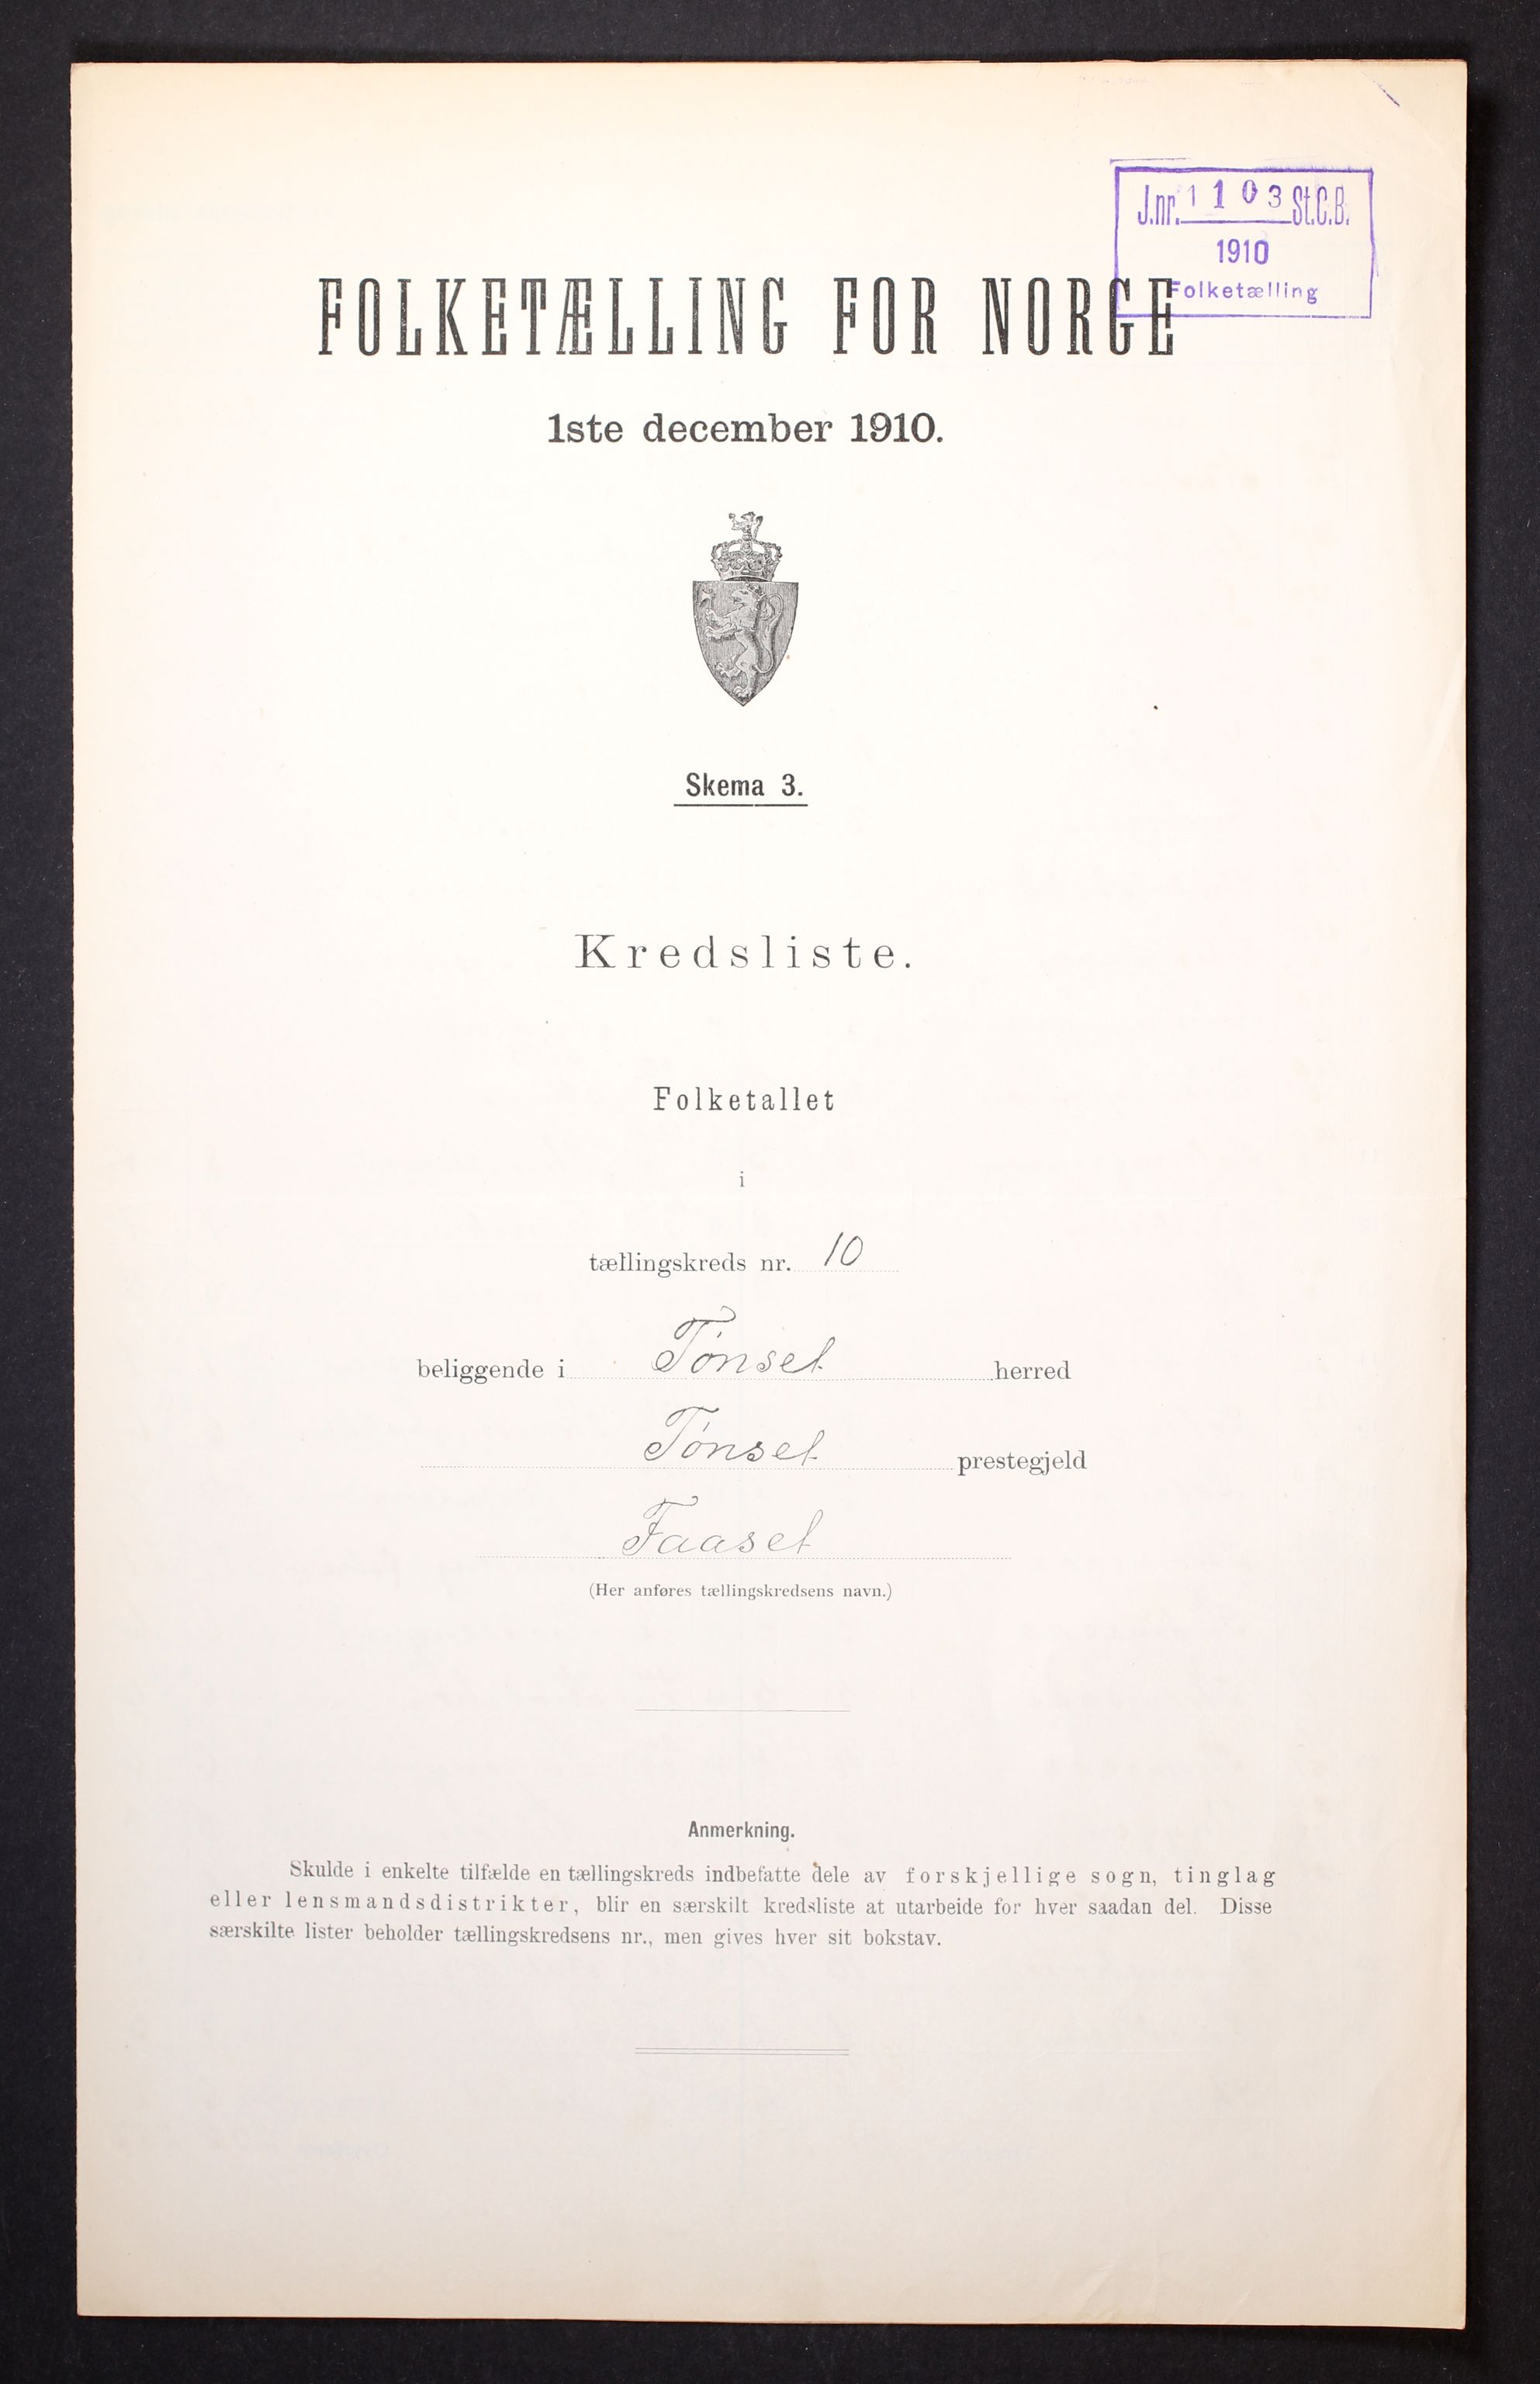 J.nr. 1103 St.C.B.
1910
Folketælling
FOLKETÆLLING FOR NORGE
1ste december 1910.
Skema 3.
Kredsliste.
Folketallet
i
tællingskreds nr. 10
beliggende i Tønset herred
Tønset prestegjeld
Faaset
(Her anføres tællingskredsens navn.)
Anmerkning.
Skulde i enkelte tilfælde en tællingskreds indbefatte dele av forskjellige sogn, tinglag
eller lensmandsdistrikter, blir en særskilt kredsliste at utarbeide for hver saadan del. Disse
særskilte lister beholder tællingskredsens nr., men gives hver sit bokstav.